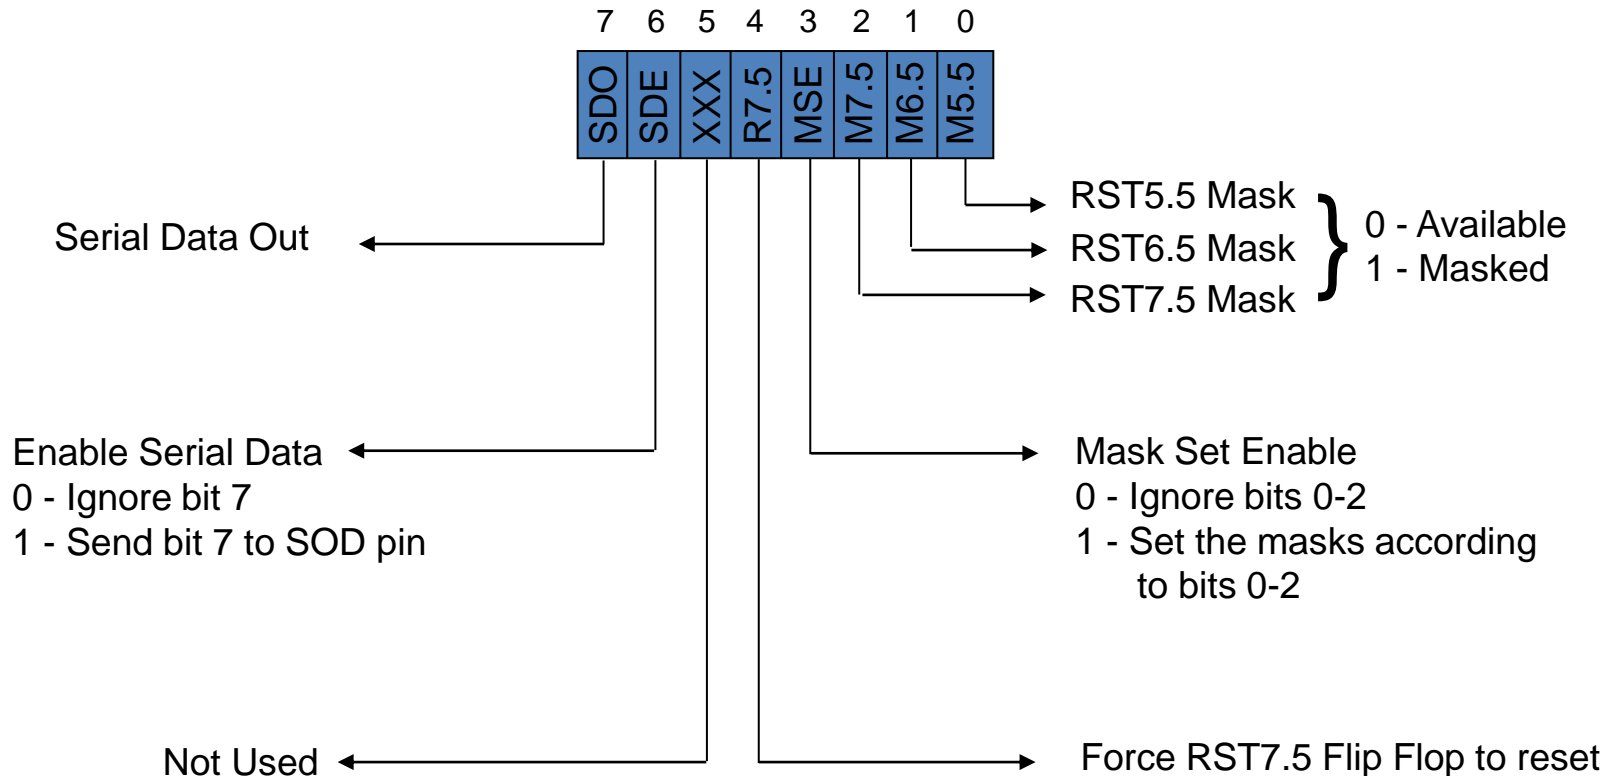 7 6 5 4 3 2 1 0
SDO SDE XXX R7.5 MSE M7.5 M6.5 M5.5
RST5.5 Mask
RST6.5 Mask
RST7.5 Mask
}
0 - Available
1 - Masked
Serial Data Out
Enable Serial Data
0 - Ignore bit 7
1 - Send bit 7 to SOD pin
Mask Set Enable
0 - Ignore bits 0-2
1 - Set the masks according
to bits 0-2
Not Used
Force RST7.5 Flip Flop to reset